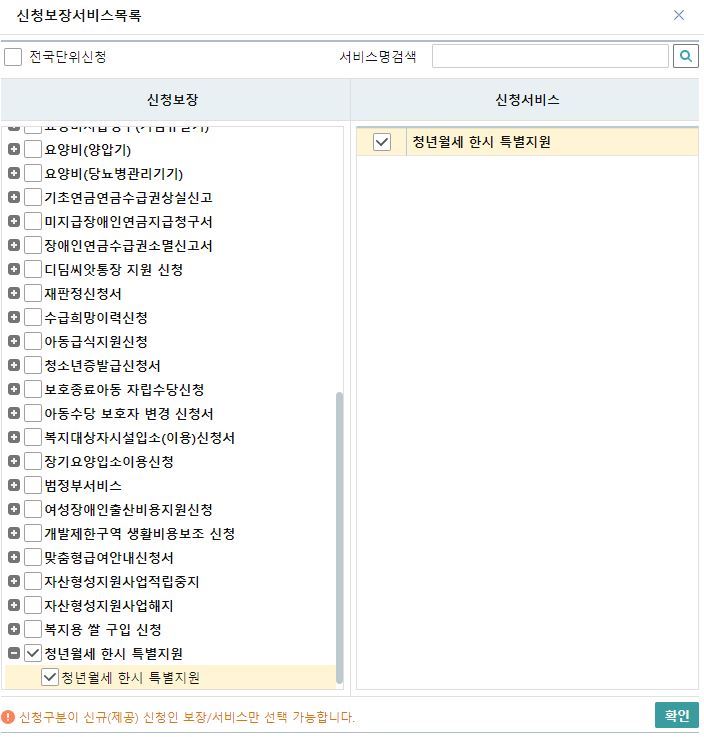 신청보장서비스목록
전국단위신청
서비스명검색
신청보장
신청서비스
요양비(양압기)
요양비(당뇨병관리기기)
기초연금연금수급권상실신고
미지급장애인연금지급청구서
장애인연금수급권소멸신고서
디딤씨앗통장 지원 신청
재판정신청서
수급희망이력신청
아동급식지원신청
청소년증발급신청서
보호종료아동 자립수당신청
아동수당 보호자 변경 신청서
복지대상자시설입소(이용)신청서
장기요양입소이용신청
범정부서비스
여성장애인출산비용지원신청
개발제한구역 생활비용보조 신청
맞춤형급여안내신청서
자산형성지원사업적립중지
자산형성지원사업해지
복지용 쌀 구입 신청
청년월세 한시 특별지원
청년월세 한시 특별지원
청년월세 한시 특별지원
신청구분이 신규(제공) 신청인 보장/서비스만 선택 가능합니다.
확인